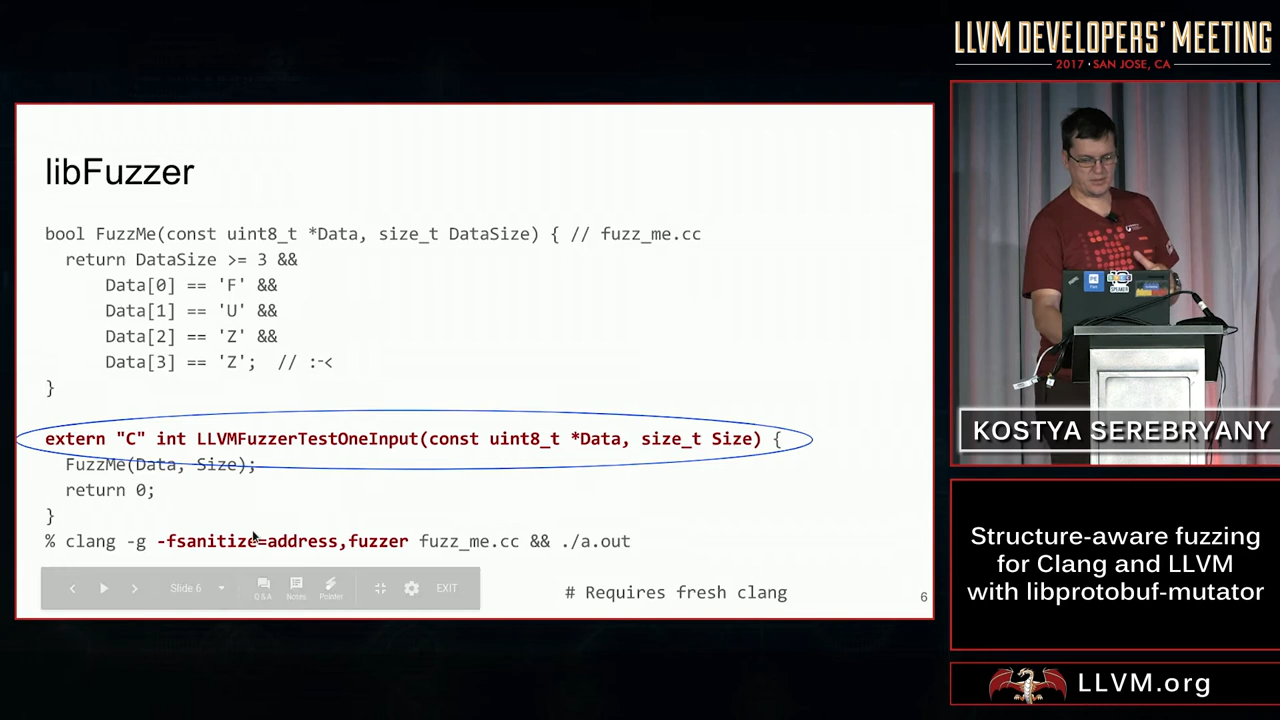 LLVM DEVELOPERS' MEETING
2017 • SAN JOSE, CA
libFuzzer
bool FuzzMe(const uint8_t *Data, size_t DataSize) { // fuzz_me.cc
return DataSize >= 3 &&
Data[0] == 'F' &&
Data[1] == 'U' &&
Data[2] == 'Z' &&
Data[3] == 'Z'; // :-<
}
extern "C" int LLVMFuzzerTestOneInput(const uint8_t *Data, size_t Size) {
FuzzMe(Data, Size);
return 0;
}
% clang -g -fsanitize=address,fuzzer fuzz_me.cc && ./a.out
Slide 6
Q&A
Notes
Pointer
EXIT
# Requires fresh clang
6
SPEAKER
KOSTYA SEREBRYANY
Structure-aware fuzzing
for Clang and LLVM
with libprotobuf-mutator
LLVM.org